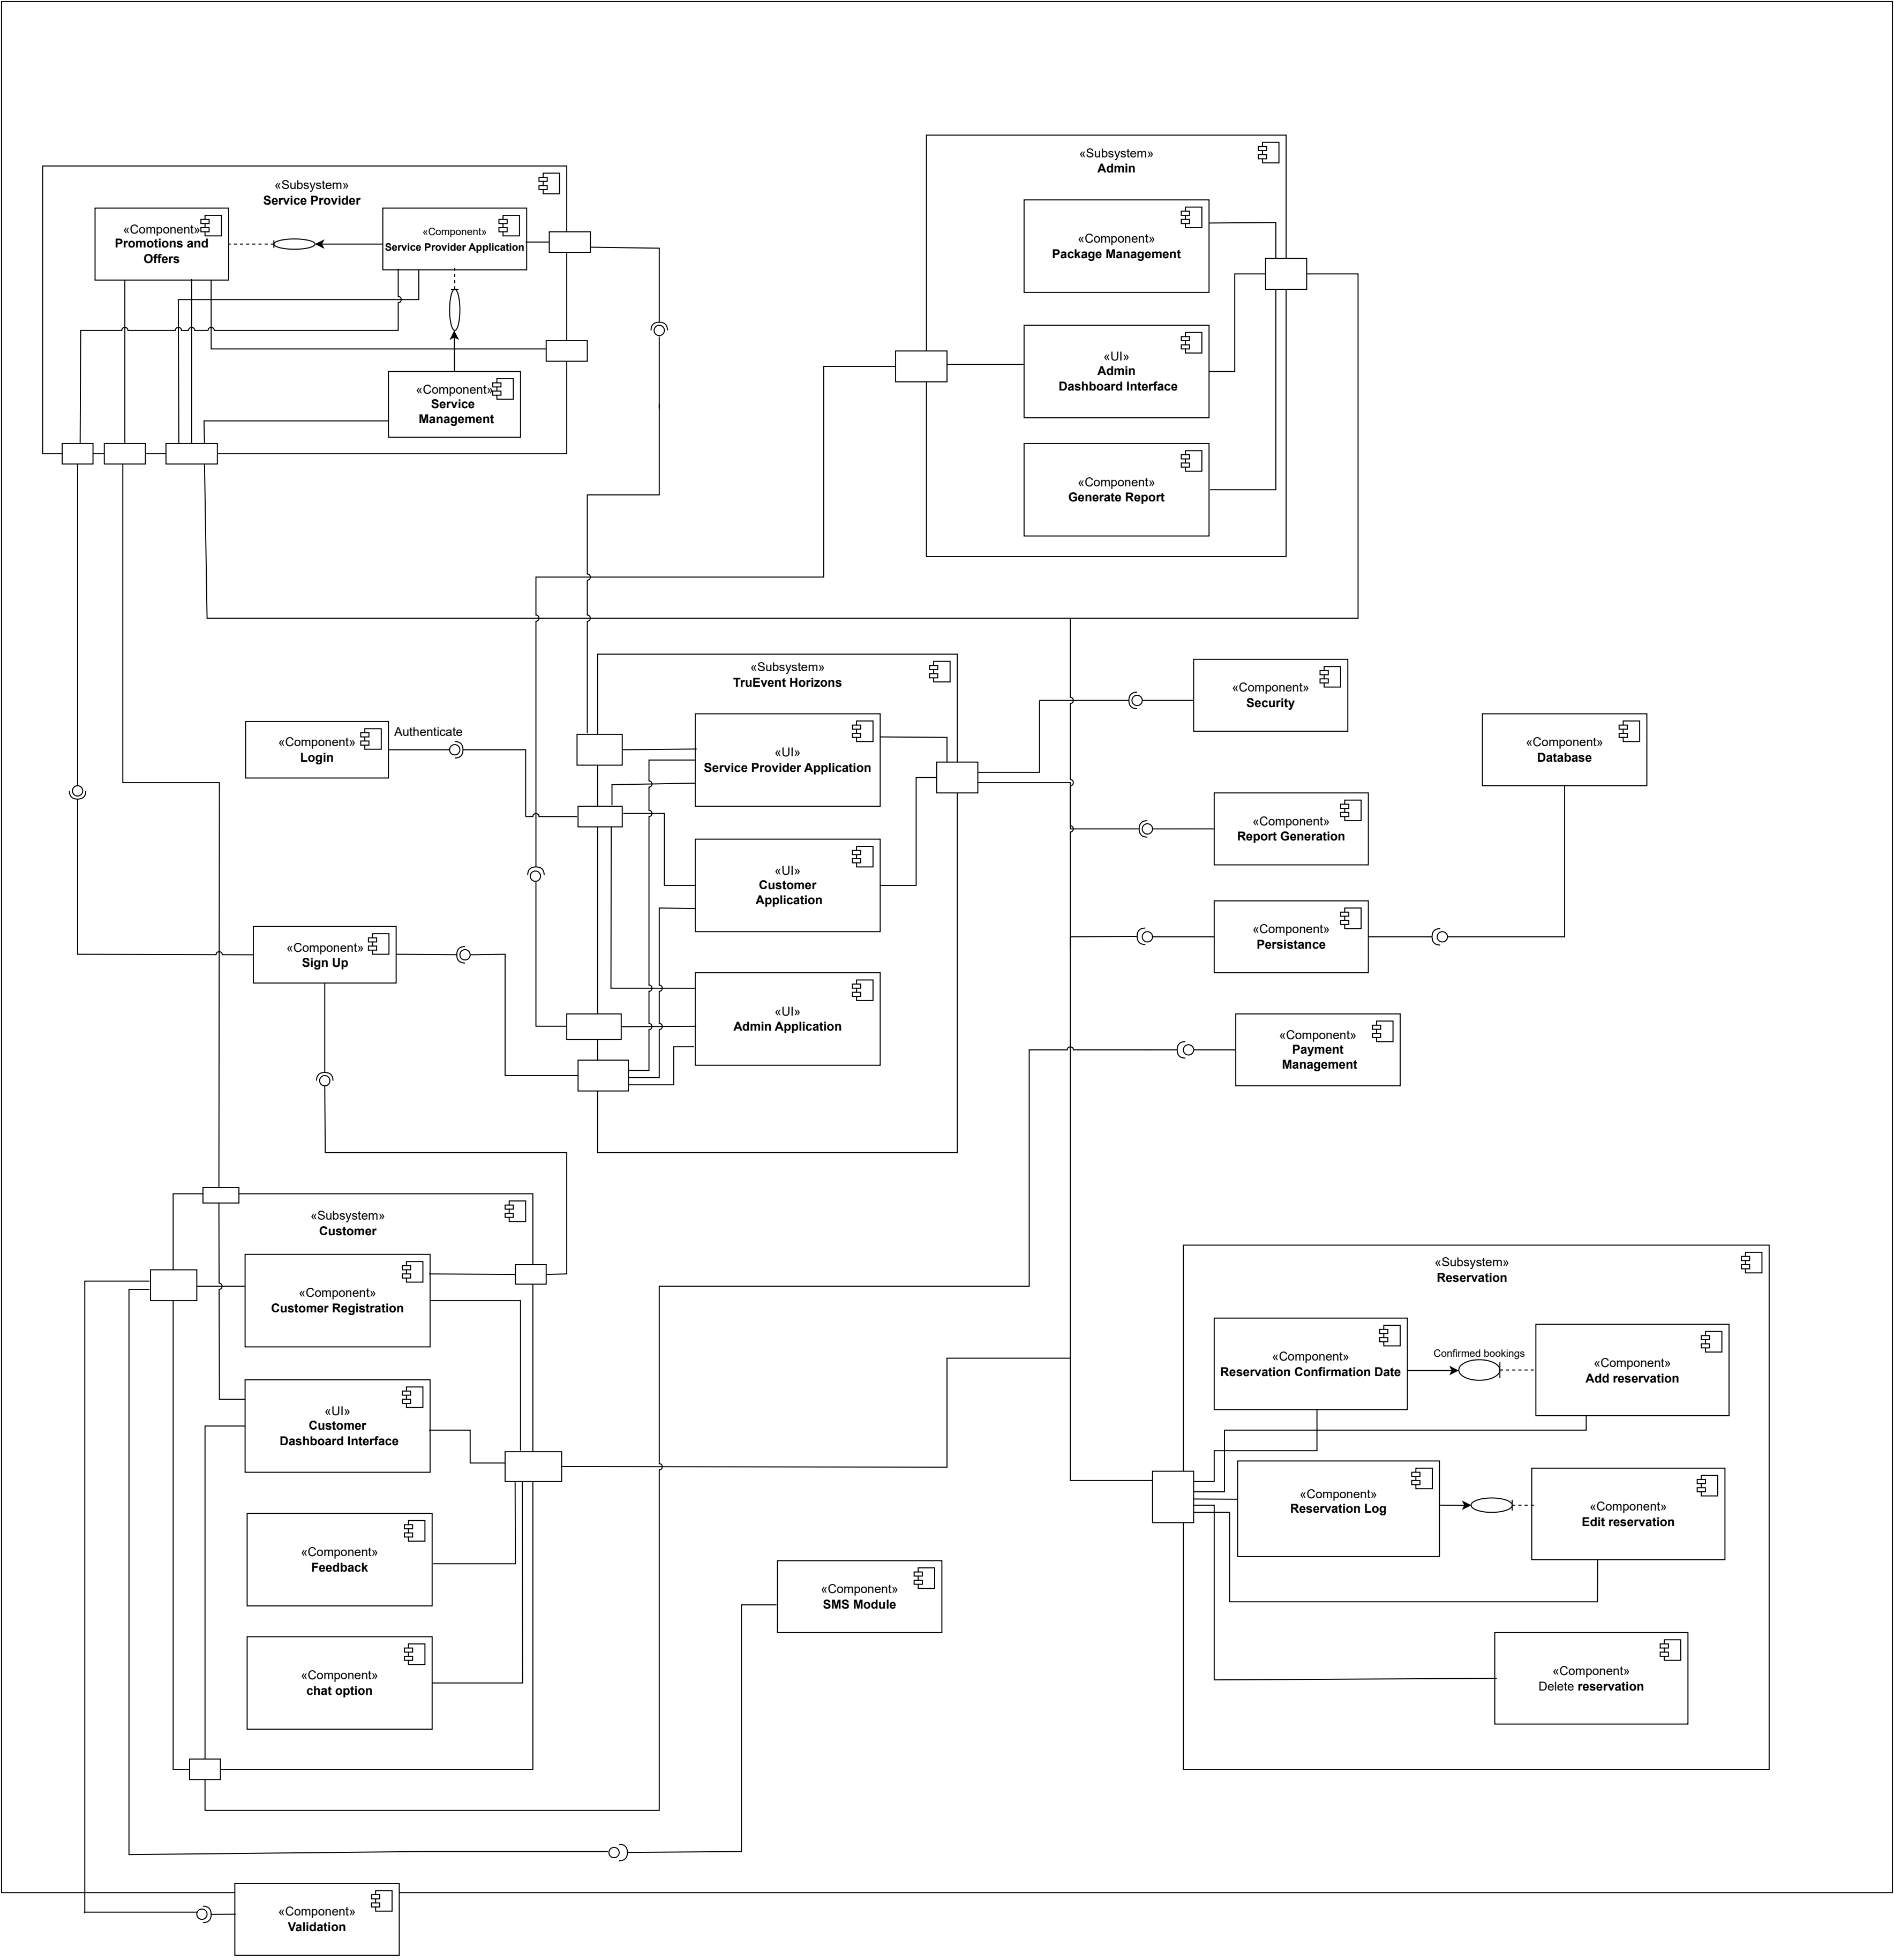 «Subsystem»
Service Provider
«Component»
Promotions and
Offers
«Component»
Service Provider Application
«Component»
Service
Management
«Subsystem»
Admin
«Component»
Package Management
«UI»
Admin
Dashboard Interface
«Component»
Generate Report
«Subsystem»
TruEvent Horizons
«UI»
Service Provider Application
«UI»
Customer
Application
«UI»
Admin Application
«Component»
Login
Authenticate
«Component»
Sign Up
«Component»
Security
«Component»
Database
«Component»
Report Generation
«Component»
Persistance
«Component»
Payment
Management
«Subsystem»
Customer
«Component»
Customer Registration
«UI»
Customer
Dashboard Interface
«Component»
Feedback
«Component»
chat option
«Component»
SMS Module
«Subsystem»
Reservation
«Component»
Reservation Confirmation Date
Confirmed bookings
«Component»
Add reservation
«Component»
Reservation Log
«Component»
Edit reservation
«Component»
Delete reservation
«Component»
Validation